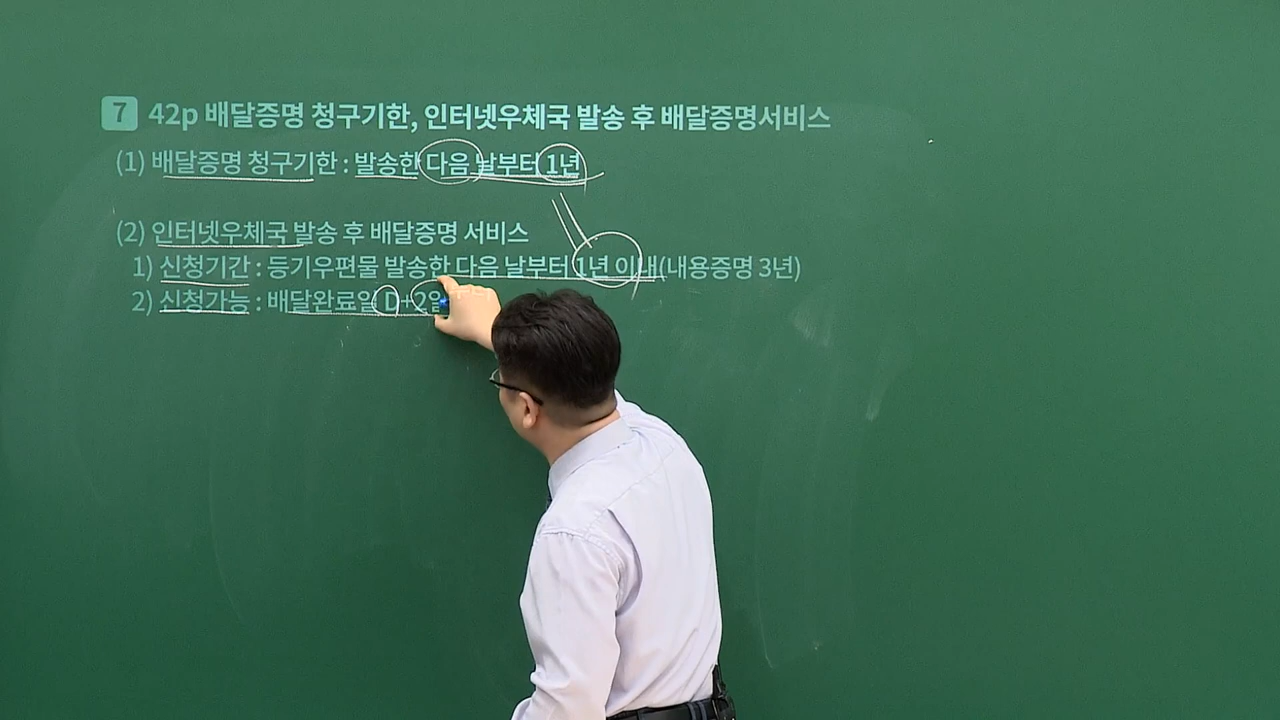 7 42p 배달증명 청구기한, 인터넷우체국 발송 후 배달증명서비스
(1) 배달증명 청구기한 : 발송한 다음 날부터 1년
(2) 인터넷우체국 발송 후 배달증명 서비스
1) 신청기간 : 등기우편물 발송한 다음 날부터 1년 이내(내용증명 3년)
2) 신청가능 : 배달완료일 D+2일